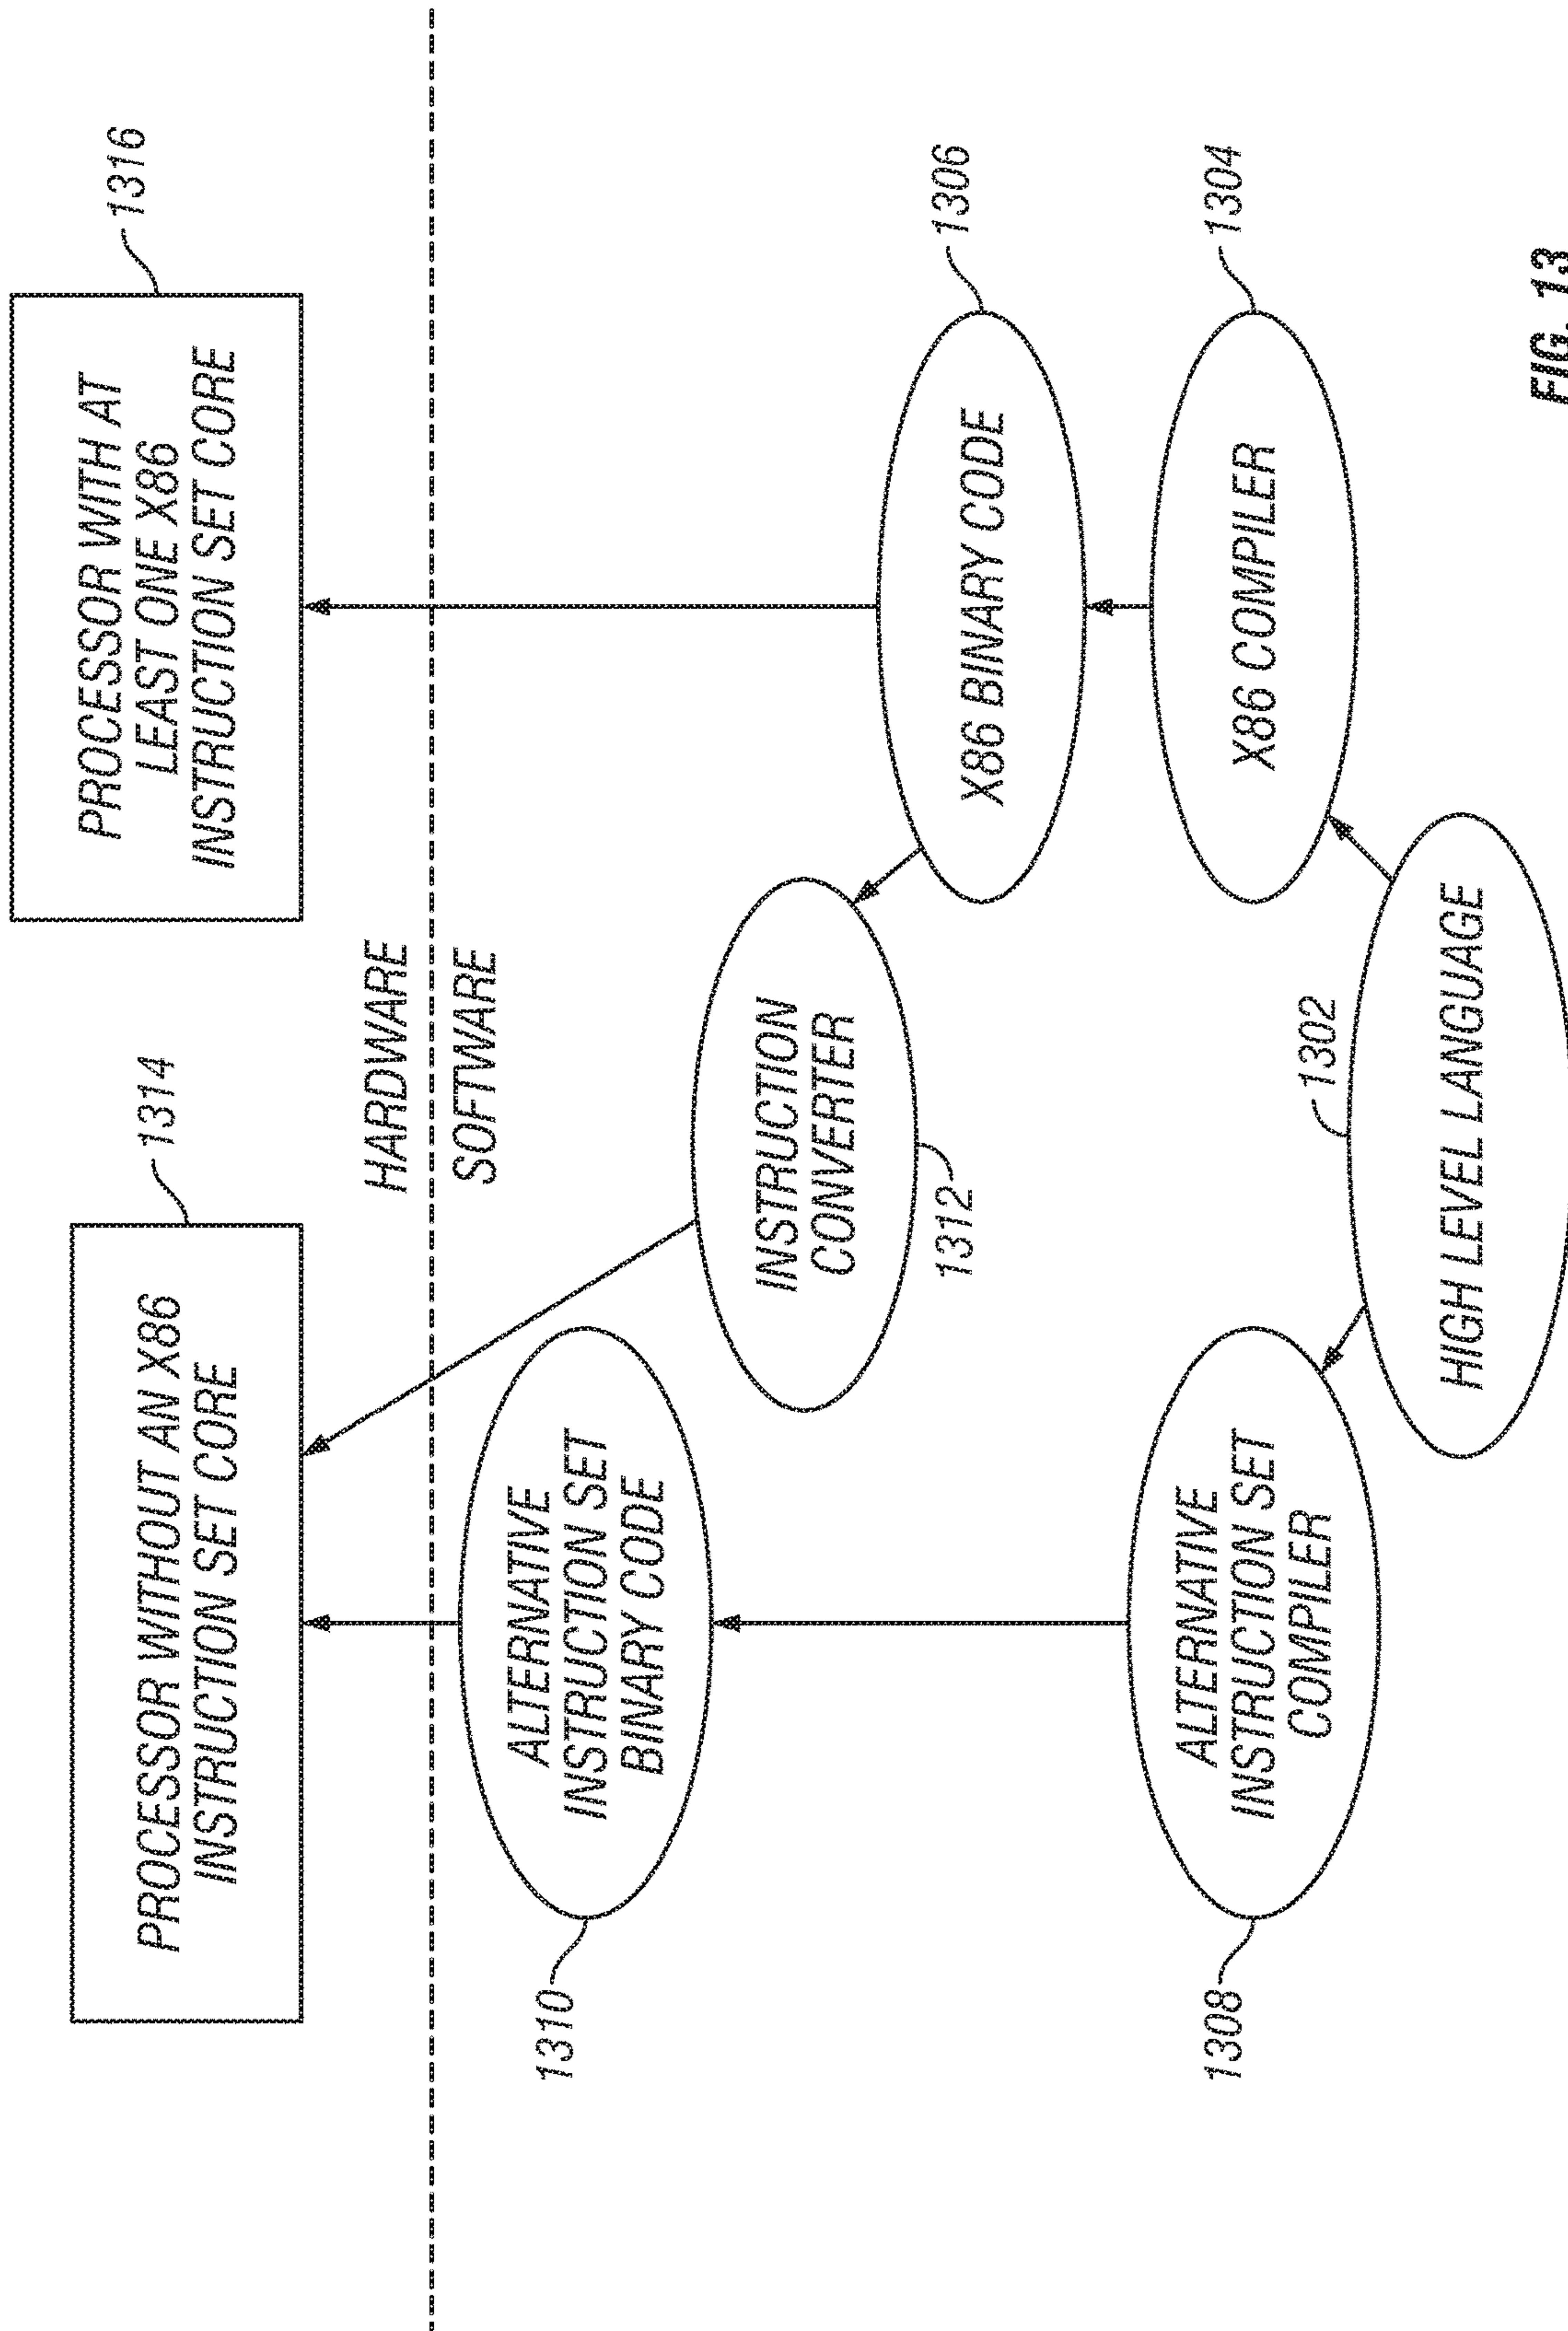 PROCESSOR WITHOUT AN X86
INSTRUCTION SET CORE
1314
PROCESSOR WITH AT
LEAST ONE X86
INSTRUCTION SET CORE
1316
HARDWARE
SOFTWARE
1310
ALTERNATIVE
INSTRUCTION SET
BINARY CODE
INSTRUCTION
CONVERTER
1312
X86 BINARY CODE
1306
1308
ALTERNATIVE
INSTRUCTION SET
COMPILER
X86 COMPILER
1304
1302
HIGH LEVEL LANGUAGE
FIG. 13